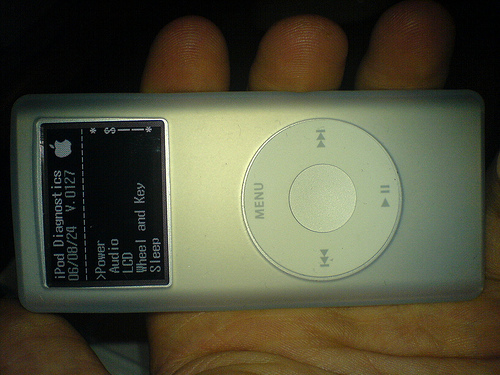 iPod Diagnostics
06/08/24 V.0127
--------------------
>Power
Audio
LCD
Wheel and Key
Sleep
MENU